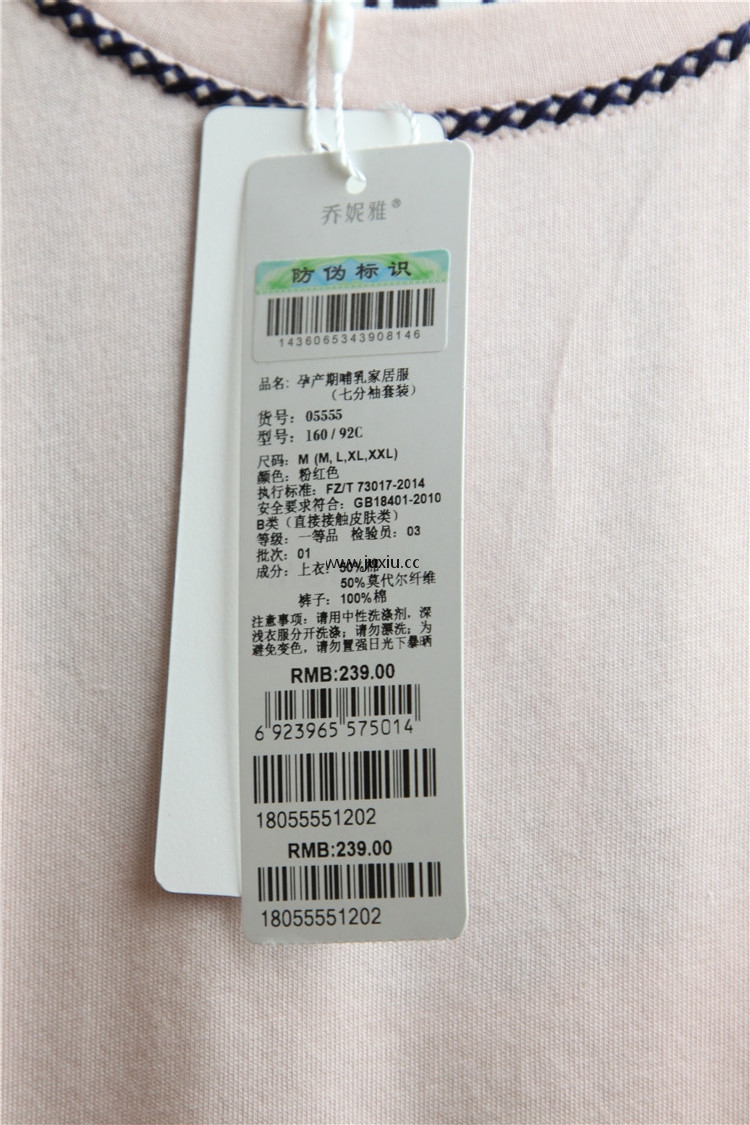 乔妮雅®
防伪标识
1436065343908146
品名: 孕产期哺乳家居服
（七分袖套装）
货号: 05555
型号: 160/92C
尺码: M (M, L,XL,XXL)
颜色: 粉红色
执行标准: FZ/T 73017-2014
安全要求符合: GB18401-2010
B类（直接接触皮肤类）
等级: 一等品 检验员: 03
批次: 01
www.juxiu.cc
成分: 上衣: 50%棉
50%莫代尔纤维
裤子: 100%棉
注意事项: 请用中性洗涤剂, 深
浅衣服分开洗涤; 请勿漂洗; 为
避免变色, 请勿置强日光下暴晒
RMB:239.00
6 923965 575014
18055551202
RMB:239.00
18055551202